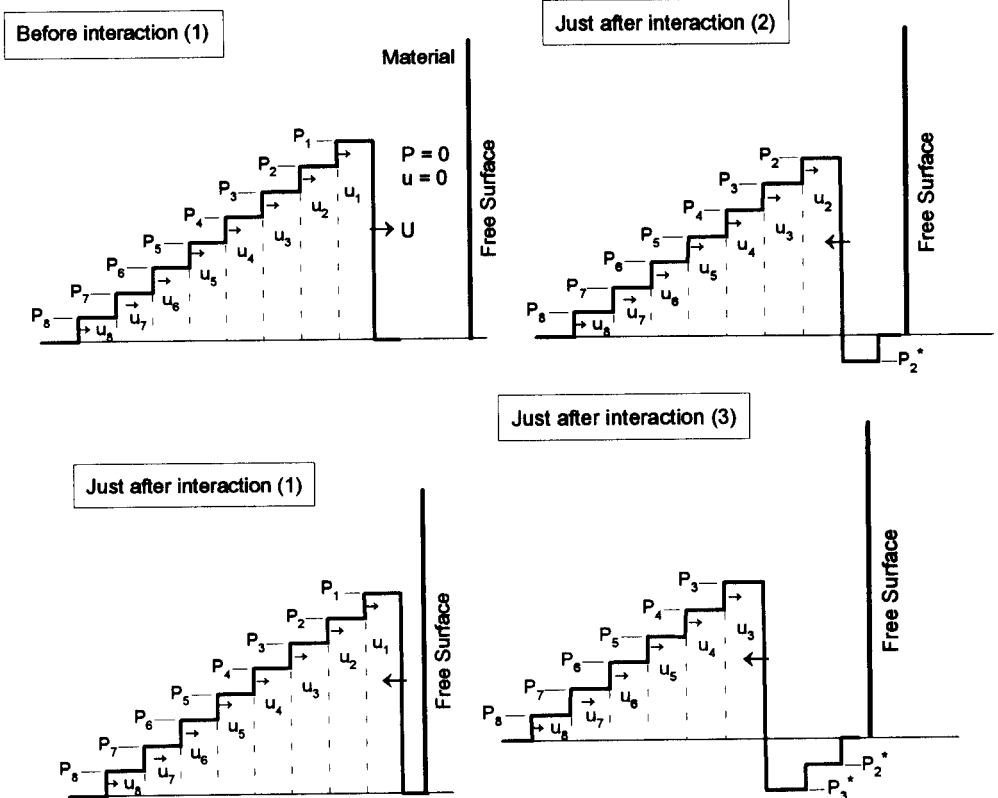 Before interaction (1)
Material
P = 0
u = 0
Free Surface
U
P1
P2
P3
P4
P5
P6
P7
P8
u1
u2
u3
u4
u5
u6
u7
u8
Just after interaction (2)
Free Surface
P2
P3
P4
P5
P6
P7
P8
u2
u3
u4
u5
u6
u7
u8
P2*
Just after interaction (1)
Free Surface
P1
P2
P3
P4
P5
P6
P7
P8
u1
u2
u3
u4
u5
u6
u7
u8
Just after interaction (3)
Free Surface
P3
P4
P5
P6
P7
P8
u3
u4
u5
u6
u7
u8
P2*
P3*